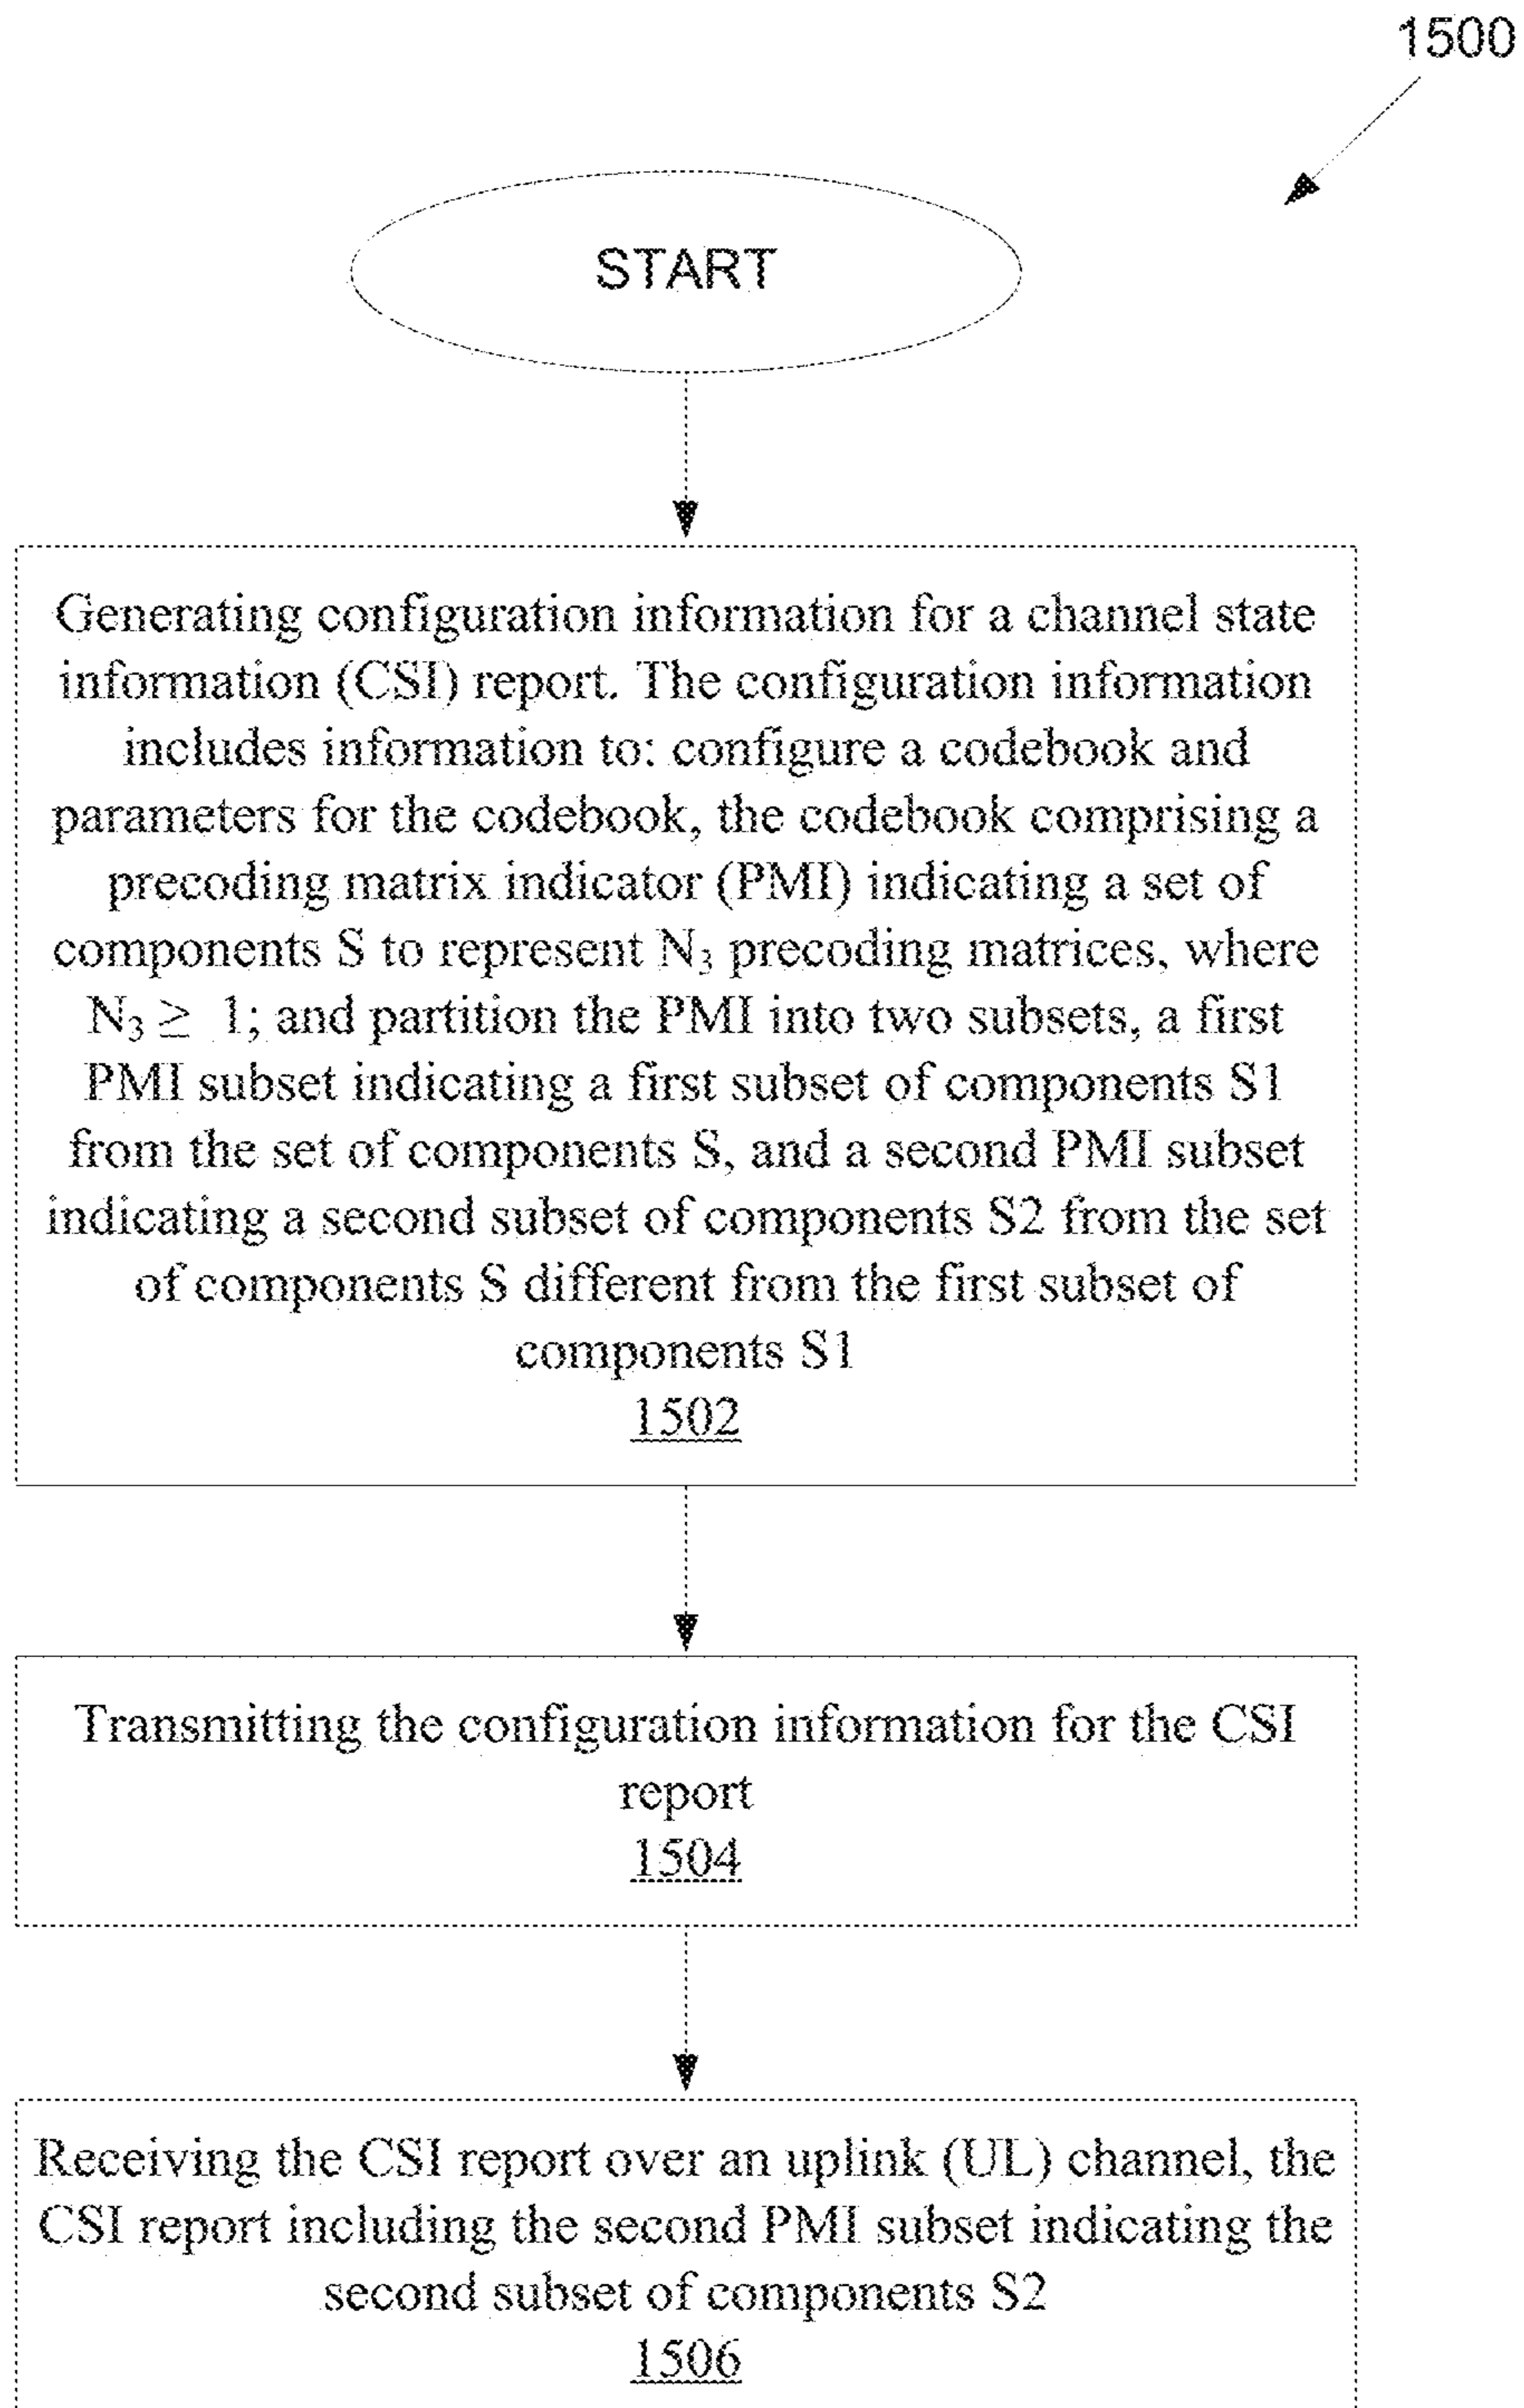 1500
START
Generating configuration information for a channel state
information (CSI) report. The configuration information
includes information to: configure a codebook and
parameters for the codebook, the codebook comprising a
precoding matrix indicator (PMI) indicating a set of
components S to represent N₃ precoding matrices, where
N₃ ≥ 1; and partition the PMI into two subsets, a first
PMI subset indicating a first subset of components S1
from the set of components S, and a second PMI subset
indicating a second subset of components S2 from the set
of components S different from the first subset of
components S1
1502
Transmitting the configuration information for the CSI
report
1504
Receiving the CSI report over an uplink (UL) channel, the
CSI report including the second PMI subset indicating the
second subset of components S2
1506